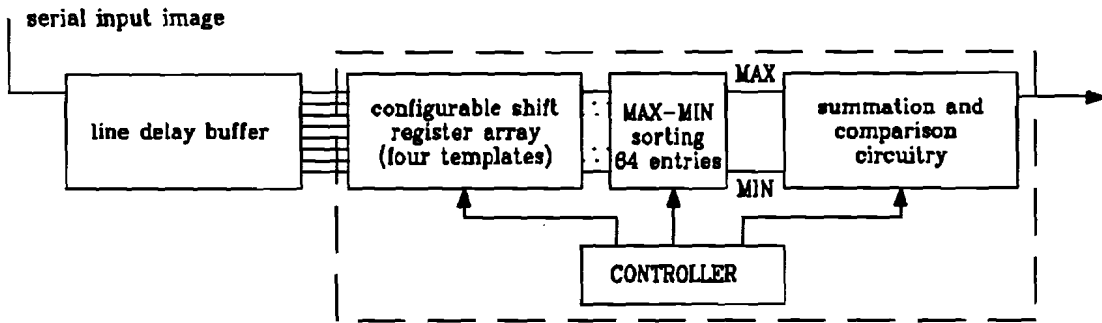 serial input image
line delay buffer
configurable shift
register array
(four templates)
MAX-MIN
sorting
64 entries
MAX
MIN
summation and
comparison
circuitry
CONTROLLER